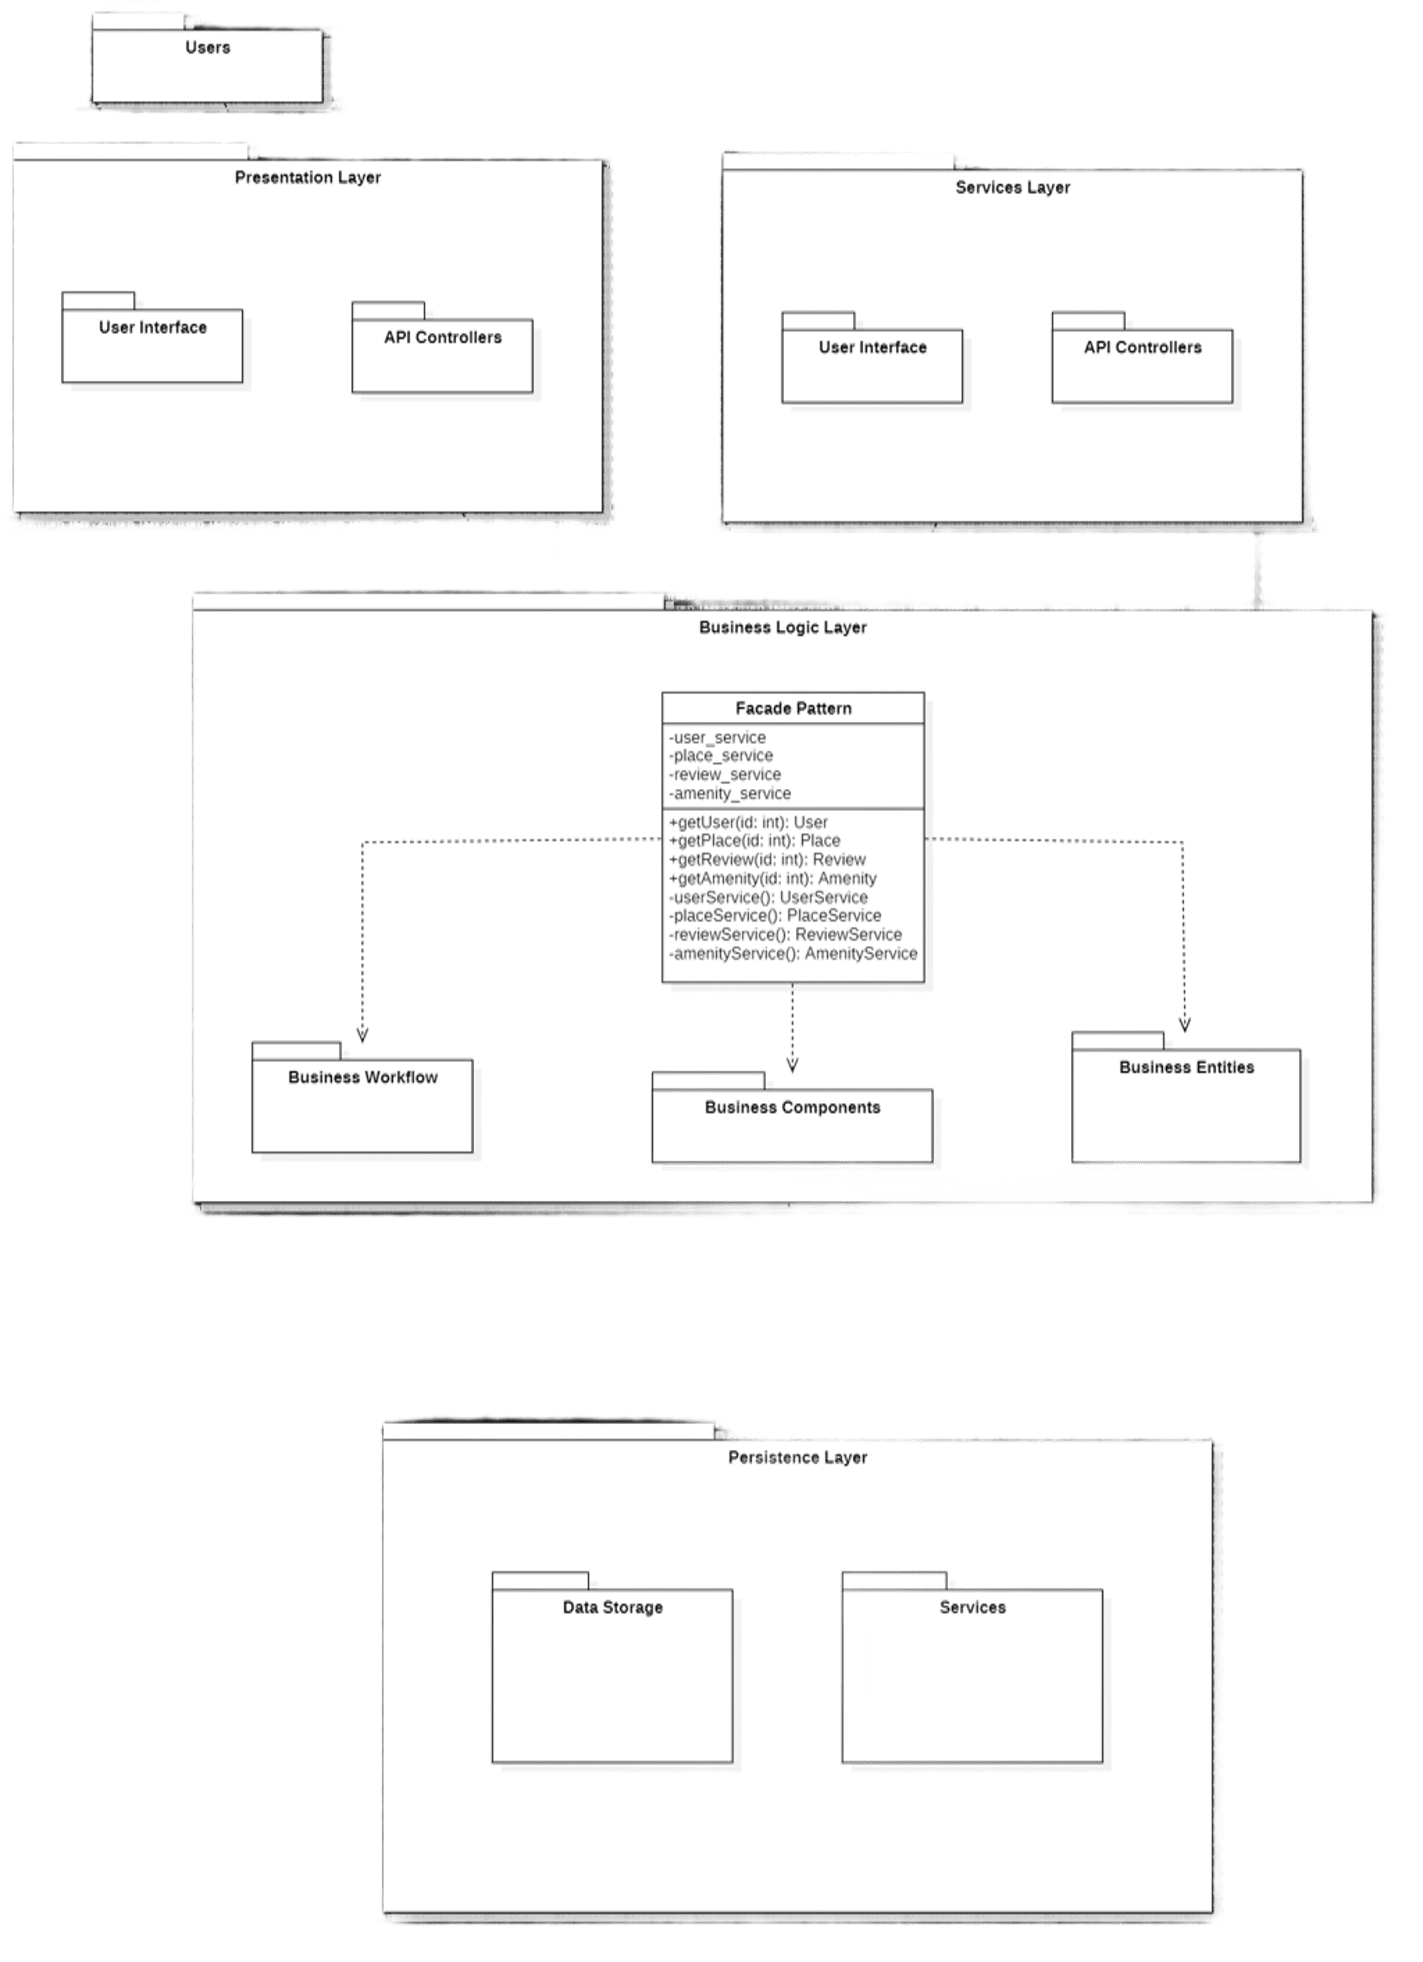 Users
Presentation Layer
User Interface
API Controllers
Services Layer
User Interface
API Controllers
Business Logic Layer
Facade Pattern
-user_service
-place_service
-review_service
-amenity_service
+getUser(id: int): User
+getPlace(id: int): Place
+getReview(id: int): Review
+getAmenity(id: int): Amenity
-userService(): UserService
-placeService(): PlaceService
-reviewService(): ReviewService
-amenityService(): AmenityService
Business Workflow
Business Components
Business Entities
Persistence Layer
Data Storage
Services